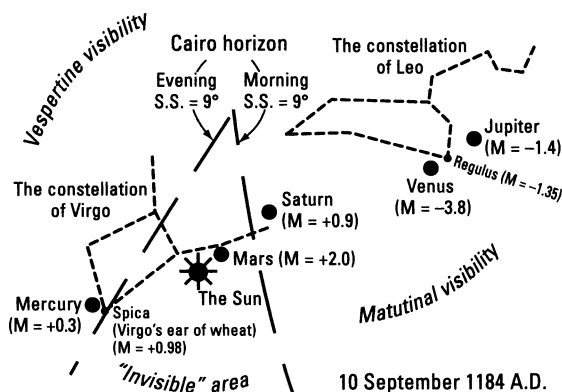 Vespertine visibility
Cairo horizon
Evening
S.S. = 9°
Morning
S.S. = 9°
The constellation
of Leo
Jupiter
(M = –1.4)
Regulus (M = –1.35)
Venus
(M = –3.8)
The constellation
of Virgo
Saturn
(M = +0.9)
Mars (M = +2.0)
The Sun
Mercury
(M = +0.3)
Spica
(Virgo's ear of wheat)
(M = +0.98)
Matutinal visibility
"Invisible" area
10 September 1184 A.D.